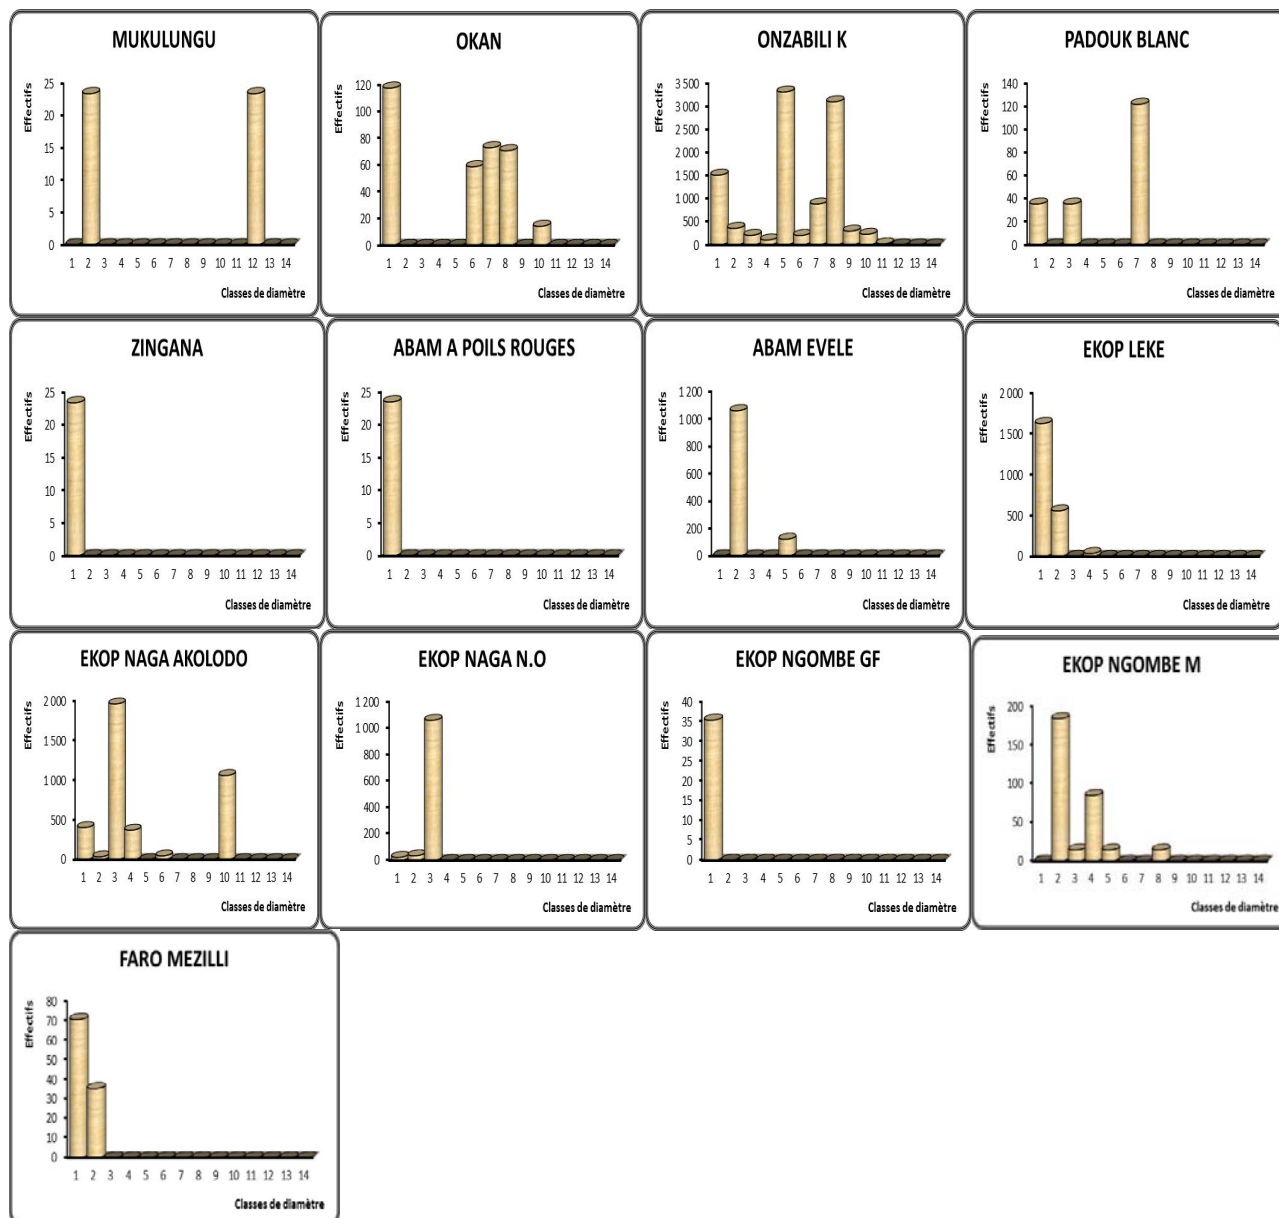 MUKULUNGU
Effectifs
25
20
15
10
5
0
1 2 3 4 5 6 7 8 9 10 11 12 13 14
Classes de diamètre
OKAN
Effectifs
120
100
80
60
40
20
0
1 2 3 4 5 6 7 8 9 10 11 12 13 14
Classes de diamètre
ONZABILI K
Effectifs
3 500
3 000
2 500
2 000
1 500
1 000
500
0
1 2 3 4 5 6 7 8 9 10 11 12 13 14
Classes de diamètre
PADOUK BLANC
Effectifs
140
120
100
80
60
40
20
0
1 2 3 4 5 6 7 8 9 10 11 12 13 14
Classes de diamètre
ZINGANA
Effectifs
25
20
15
10
5
0
1 2 3 4 5 6 7 8 9 10 11 12 13 14
Classes de diamètre
ABAM A POILS ROUGES
Effectifs
25
20
15
10
5
0
1 2 3 4 5 6 7 8 9 10 11 12 13 14
Classes de diamètre
ABAM EVELE
Effectifs
1 200
1 000
800
600
400
200
0
1 2 3 4 5 6 7 8 9 10 11 12 13 14
Classes de diamètre
EKOP LEKE
Effectifs
2 000
1 500
1 000
500
0
1 2 3 4 5 6 7 8 9 10 11 12 13 14
Classes de diamètre
EKOP NAGA AKOLODO
Effectifs
2 000
1 500
1 000
500
0
1 2 3 4 5 6 7 8 9 10 11 12 13 14
Classes de diamètre
EKOP NAGA N.O
Effectifs
1 200
1 000
800
600
400
200
0
1 2 3 4 5 6 7 8 9 10 11 12 13 14
Classes de diamètre
EKOP NGOMBE GF
Effectifs
40
35
30
25
20
15
10
5
0
1 2 3 4 5 6 7 8 9 10 11 12 13 14
Classes de diamètre
EKOP NGOMBE M
Effectifs
200
150
100
50
0
1 2 3 4 5 6 7 8 9 10 11 12 13 14
Classes de diamètre
FARO MEZILLI
Effectifs
80
70
60
50
40
30
20
10
0
1 2 3 4 5 6 7 8 9 10 11 12 13 14
Classes de diamètre